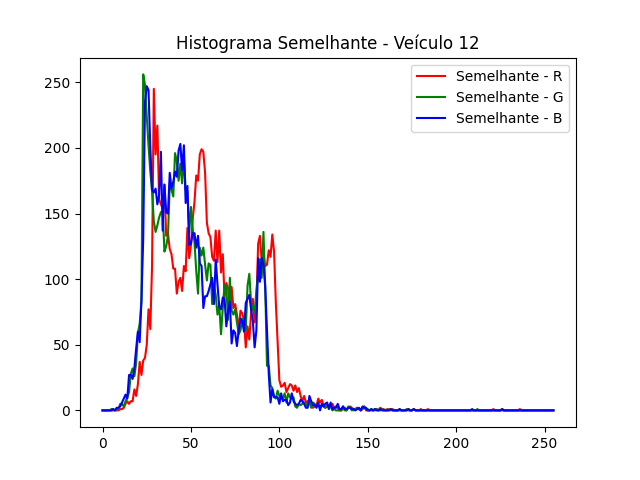 Histograma Semelhante - Veículo 12
Semelhante - R
Semelhante - G
Semelhante - B
250
200
150
100
50
0
0 50 100 150 200 250